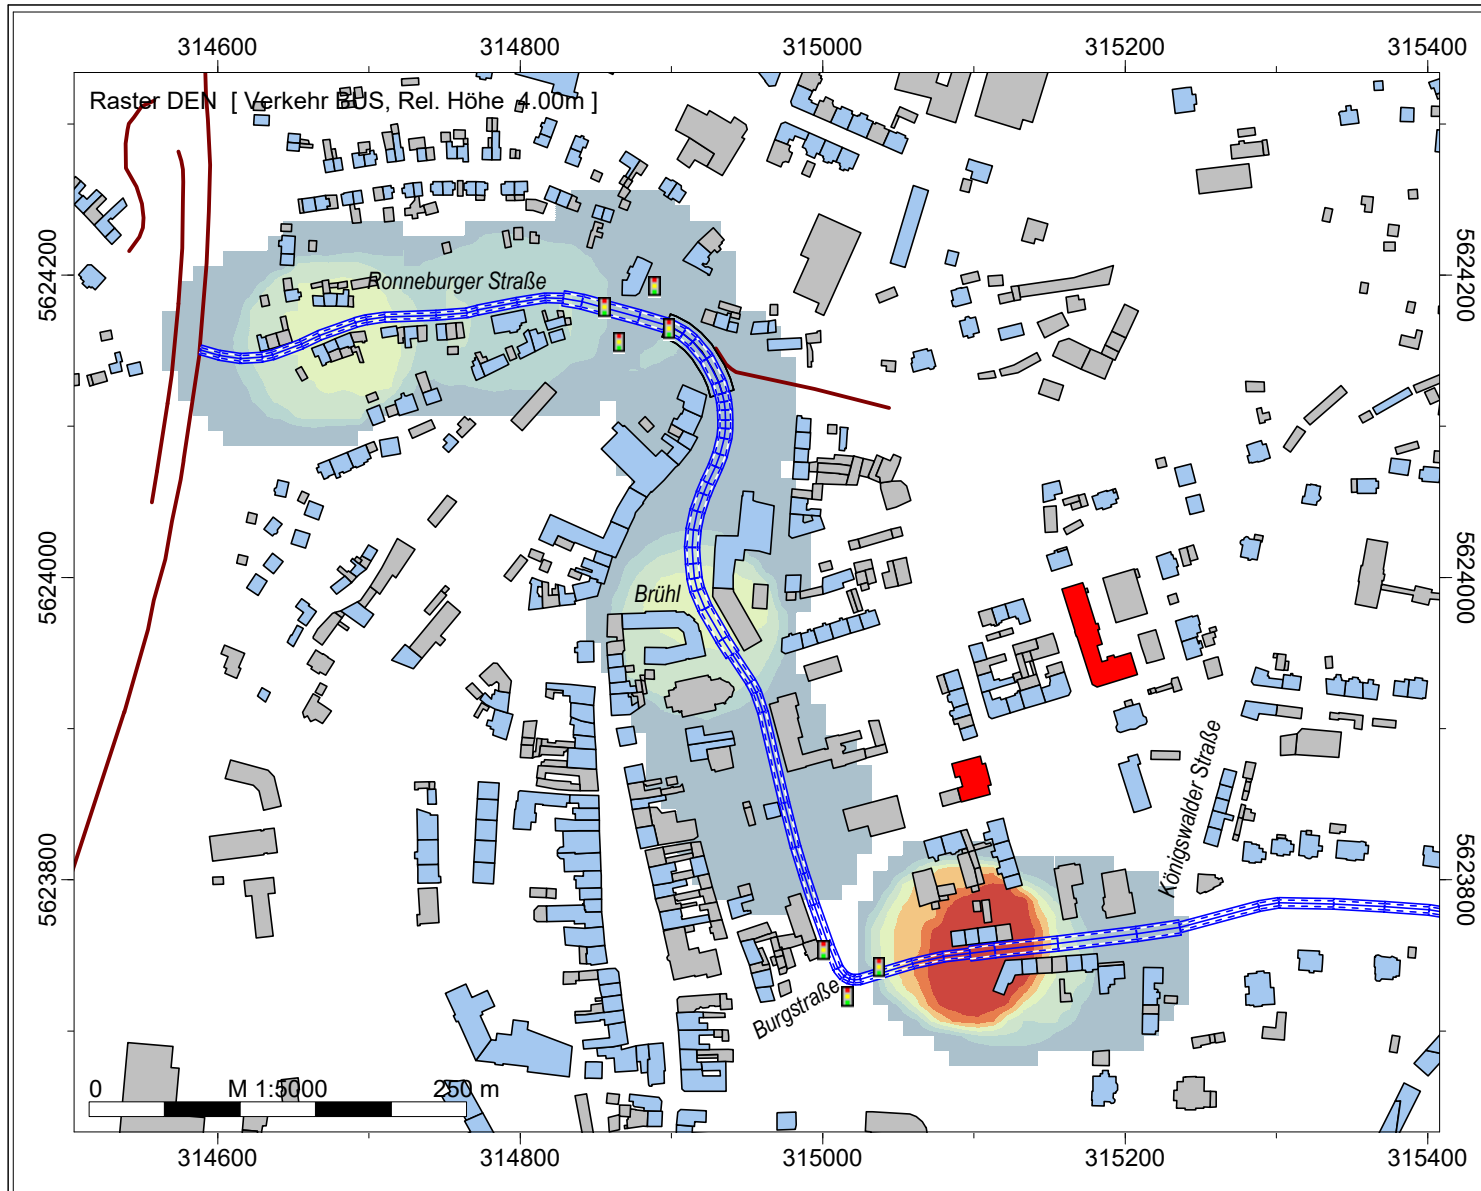 314600 314800 315000 315200 315400
Raster DEN [ Verkehr BUS, Rel. Höhe 4.00m ]
5624200
Ronneburger Straße
5624200
5624000
Brühl
5624000
Königswalder Straße
5623800
5623800
Burgstraße
0 M 1:5000 250 m
314600 314800 315000 315200 315400